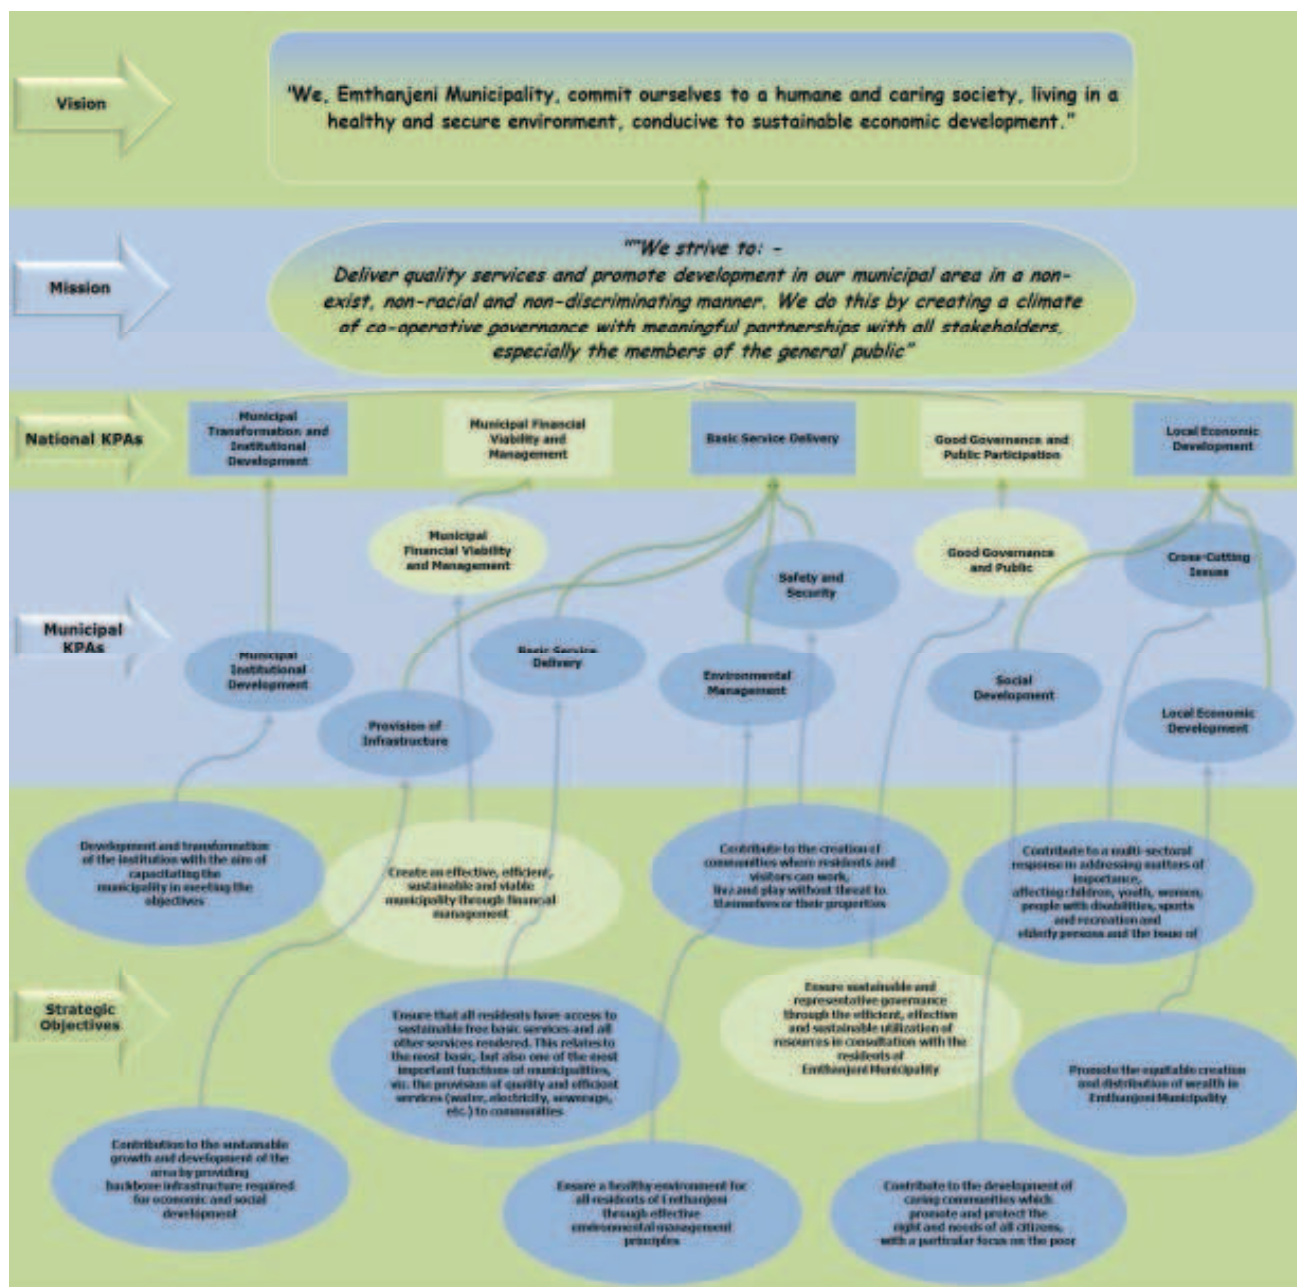 Vision
"We, Emthanjeni Municipality, commit ourselves to a humane and caring society, living in a
healthy and secure environment, conducive to sustainable economic development."
Mission
""We strive to: -
Deliver quality services and promote development in our municipal area in a non-
exist, non-racial and non-discriminating manner. We do this by creating a climate
of co-operative governance with meaningful partnerships with all stakeholders,
especially the members of the general public"
National KPAs
Municipal
Transformation and
Institutional
Development
Municipal Financial
Viability and
Management
Basic Service Delivery
Good Governance and
Public Participation
Local Economic
Development
Municipal
KPAs
Municipal
Financial Viability
and Management
Safety and
Security
Good Governance
and Public
Cross-Cutting
Issues
Municipal
Institutional
Development
Basic Service
Delivery
Environmental
Management
Social
Development
Provision of
Infrastructure
Local Economic
Development
Strategic
Objectives
Development and transformation
of the institution with the aim of
capacitating the
municipality in meeting the
objectives
Create an effective, efficient,
sustainable and viable
municipality through financial
management
Contribute to the creation of
communities where residents and
visitors can work,
live and play without threat to
themselves or their properties
Contribute to a multi-sectoral
response in addressing matters of
importance,
affecting children, youth, women,
people with disabilities, sports
and recreation and
elderly persons and the issue of
Ensure that all residents have access to
sustainable free basic services and all
other services rendered. This relates to
the most basic, but also one of the most
important functions of municipalities,
viz. the provision of quality and efficient
services (water, electricity, sewerage,
etc.) to communities
Ensure sustainable and
representative governance
through the efficient, effective
and sustainable utilization of
resources in consultation with the
residents of
Emthanjeni Municipality
Promote the equitable creation
and distribution of wealth in
Emthanjeni Municipality
Contribution to the sustainable
growth and development of the
area by providing
backbone infrastructure required
for economic and social
development
Ensure a healthy environment for
all residents of Emthanjeni
through effective
environmental management
principles
Contribute to the development of
caring communities which
promote and protect the
right and needs of all citizens,
with a particular focus on the poor